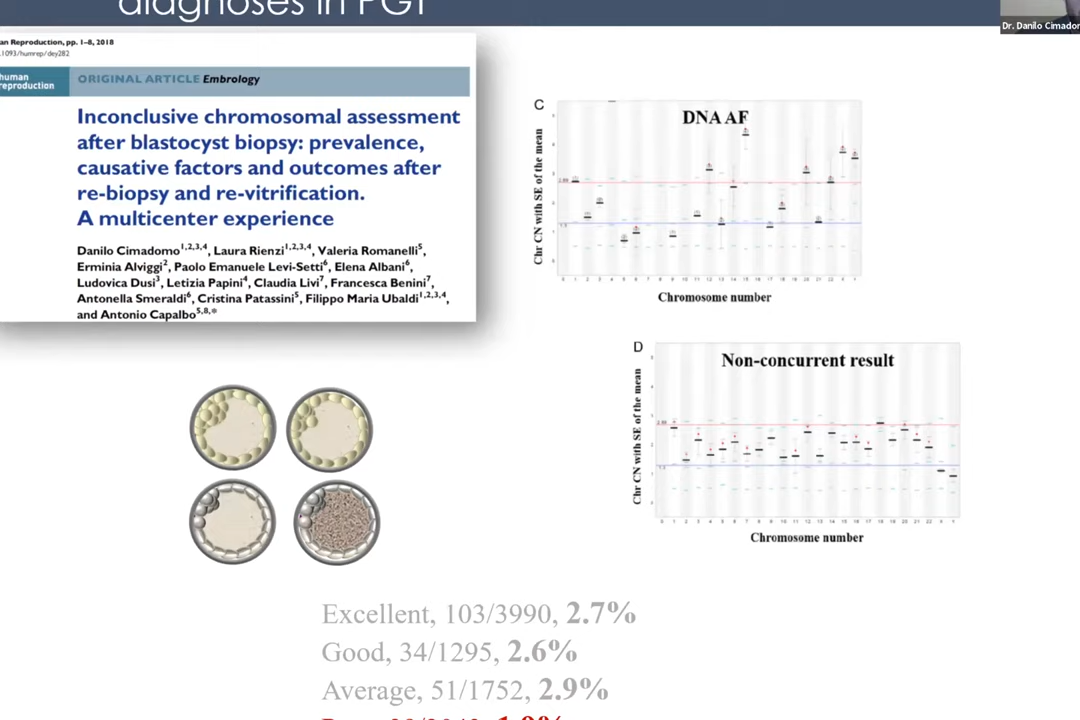 diagnoses in PGT
Dr. Danilo Cimador
an Reproduction, pp. 1–8, 2018
.1093/humrep/dey282
human
reproduction
ORIGINAL ARTICLE Embrology
Inconclusive chromosomal assessment
after blastocyst biopsy: prevalence,
causative factors and outcomes after
re-biopsy and re-vitrification.
A multicenter experience
Danilo Cimadomo1,2,3,4, Laura Rienzi1,2,3,4, Valeria Romanelli5,
Erminia Alviggi2, Paolo Emanuele Levi-Setti6, Elena Albani6,
Ludovica Dusi3, Letizia Papini4, Claudia Livi7, Francesca Benini7,
Antonella Smeraldi6, Cristina Patassini5, Filippo Maria Ubaldi1,2,3,4,
and Antonio Capalbo5,8,*
C
DNA AF
Chr CN with SE of the mean
Chromosome number
D
Non-concurrent result
Chr CN with SE of the mean
Chromosome number
Excellent, 103/3990, 2.7%
Good, 34/1295, 2.6%
Average, 51/1752, 2.9%